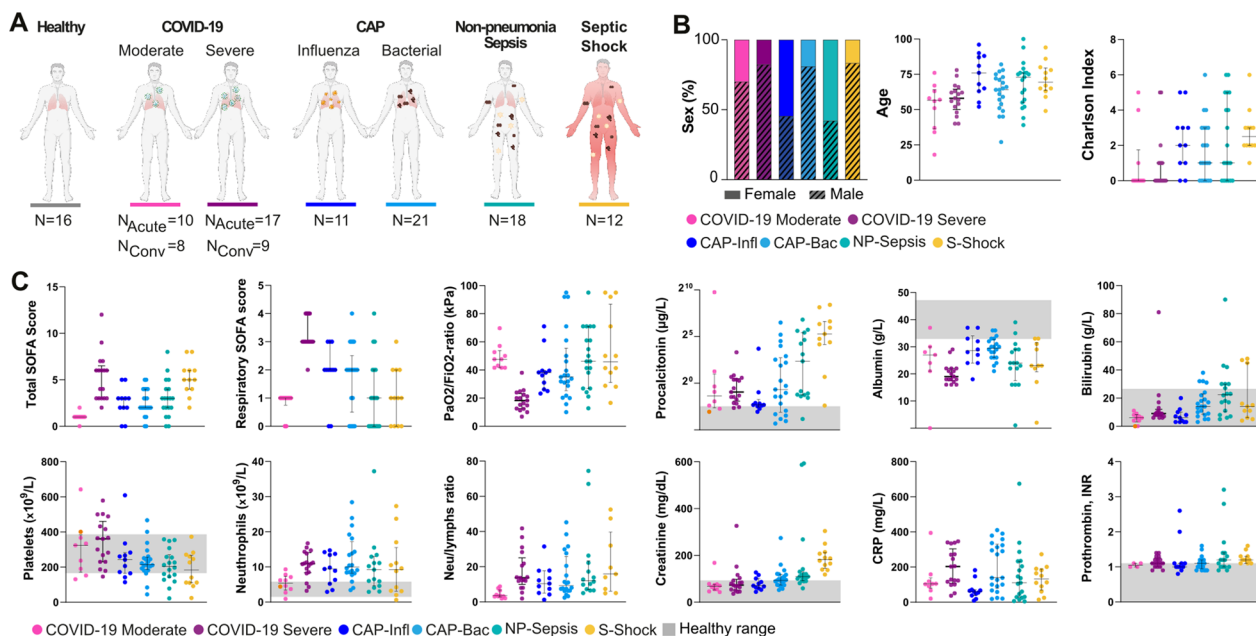 A
Healthy
COVID-19
CAP
Non-pneumonia
Sepsis
Septic
Shock
Moderate
Severe
Influenza
Bacterial
N=16
NAcute=10
NConv=8
NAcute=17
NConv=9
N=11
N=21
N=18
N=12
B
Sex (%)
100
50
0
Female
Male
Age
100
75
50
25
0
Charlson Index
8
6
4
2
0
COVID-19 Moderate
COVID-19 Severe
CAP-Infl
CAP-Bac
NP-Sepsis
S-Shock
C
Total SOFA Score
15
10
5
0
Respiratory SOFA score
5
4
3
2
1
0
PaO2/FiO2-ratio (kPa)
100
80
60
40
20
0
Procalcitonin (µg/L)
2^10
2^5
2^0
Albumin (g/L)
50
40
30
20
10
Bilirubin (g/L)
100
80
60
40
20
0
Platelets (x10^9/L)
800
600
400
200
0
Neuthrophils (x10^9/L)
40
30
20
10
0
Neu/lymphs ratio
80
60
40
20
0
Creatinine (mg/dL)
600
400
200
0
CRP (mg/L)
800
600
400
200
0
Prothrombin, INR
4
3
2
1
0
COVID-19 Moderate
COVID-19 Severe
CAP-Infl
CAP-Bac
NP-Sepsis
S-Shock
Healthy range